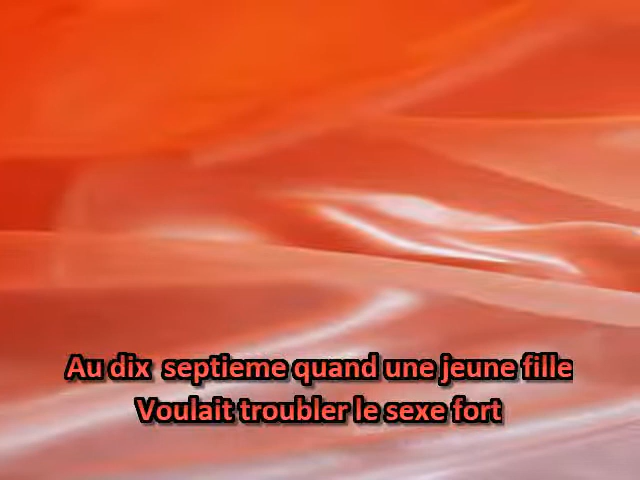 Au dix  septieme quand une jeune fille
Voulait troubler le sexe fort